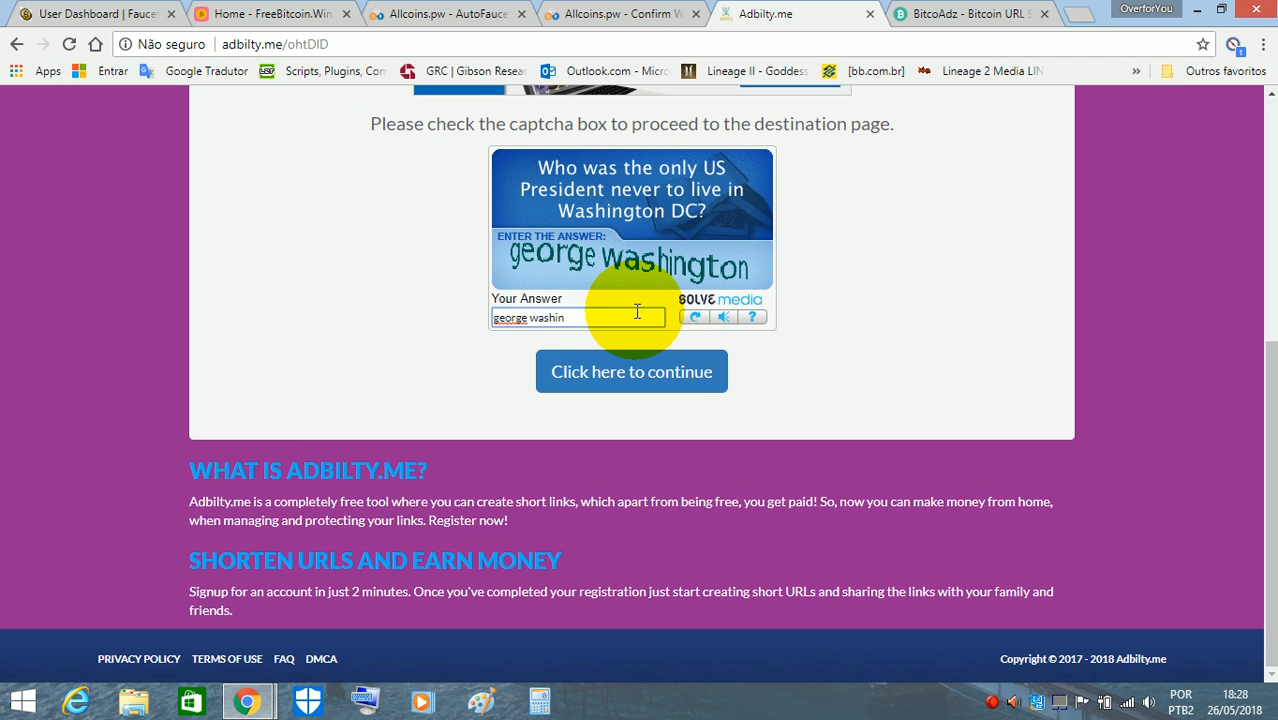 User Dashboard | Fauce
Home - FreeBitcoin.Win
Allcoins.pw - AutoFauce
Allcoins.pw - Confirm W
Adbilty.me
BitcoAdz - Bitcoin URL S
OverforYou
Não seguro
adbilty.me/ohtDID
Apps
Entrar
Google Tradutor
Scripts, Plugins, Com
GRC | Gibson Resear
Outlook.com - Micro
Lineage II - Goddess
[bb.com.br]
Lineage 2 Media LIN
»
Outros favoritos
Please check the captcha box to proceed to the destination page.
Who was the only US
President never to live in
Washington DC?
ENTER THE ANSWER:
george washington
Your Answer
SOLVE media
george washin
?
Click here to continue
WHAT IS ADBILTY.ME?
Adbilty.me is a completely free tool where you can create short links, which apart from being free, you get paid! So, now you can make money from home,
when managing and protecting your links. Register now!
SHORTEN URLS AND EARN MONEY
Signup for an account in just 2 minutes. Once you've completed your registration just start creating short URLs and sharing the links with your family and
friends.
PRIVACY POLICY TERMS OF USE FAQ DMCA
Copyright © 2017 - 2018 Adbilty.me
POR
PTB2
18:28
26/05/2018